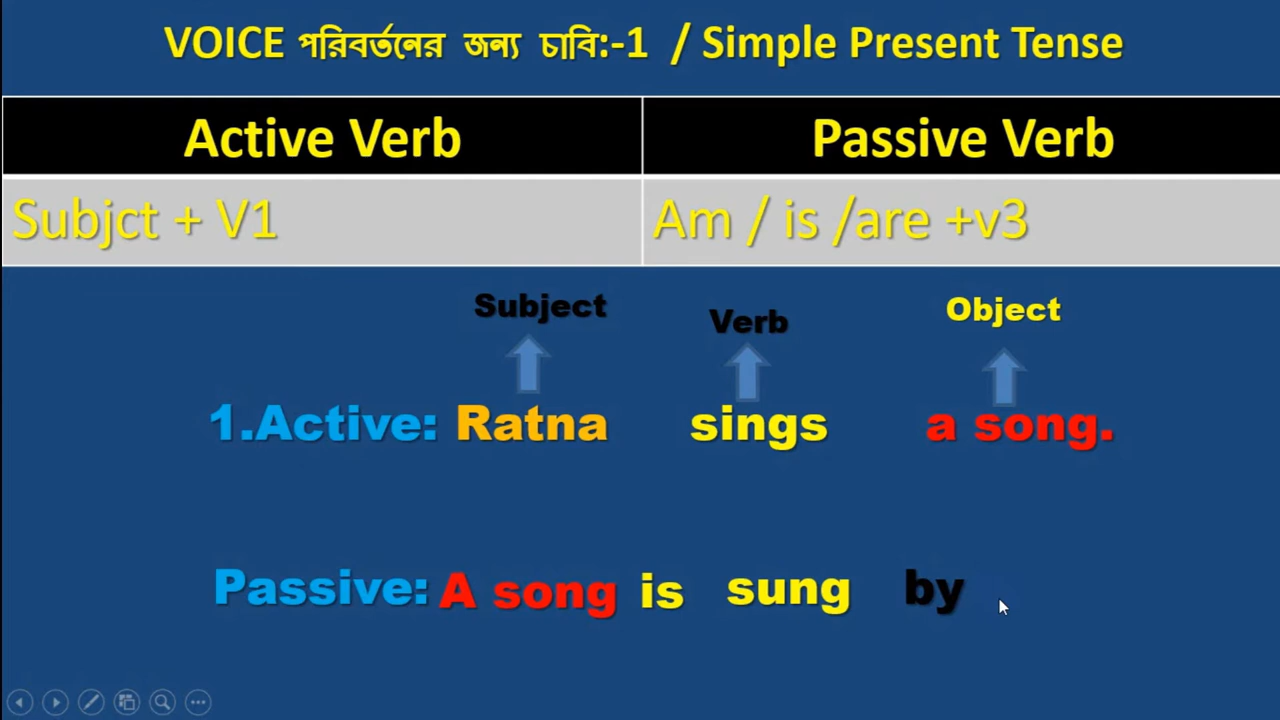 VOICE পরিবর্তনের জন্য চাবি:-1 / Simple Present Tense
Active Verb Passive Verb
Subjct + V1 Am / is /are +v3
Subject Verb Object
1.Active: Ratna sings a song.
Passive: A song is sung by